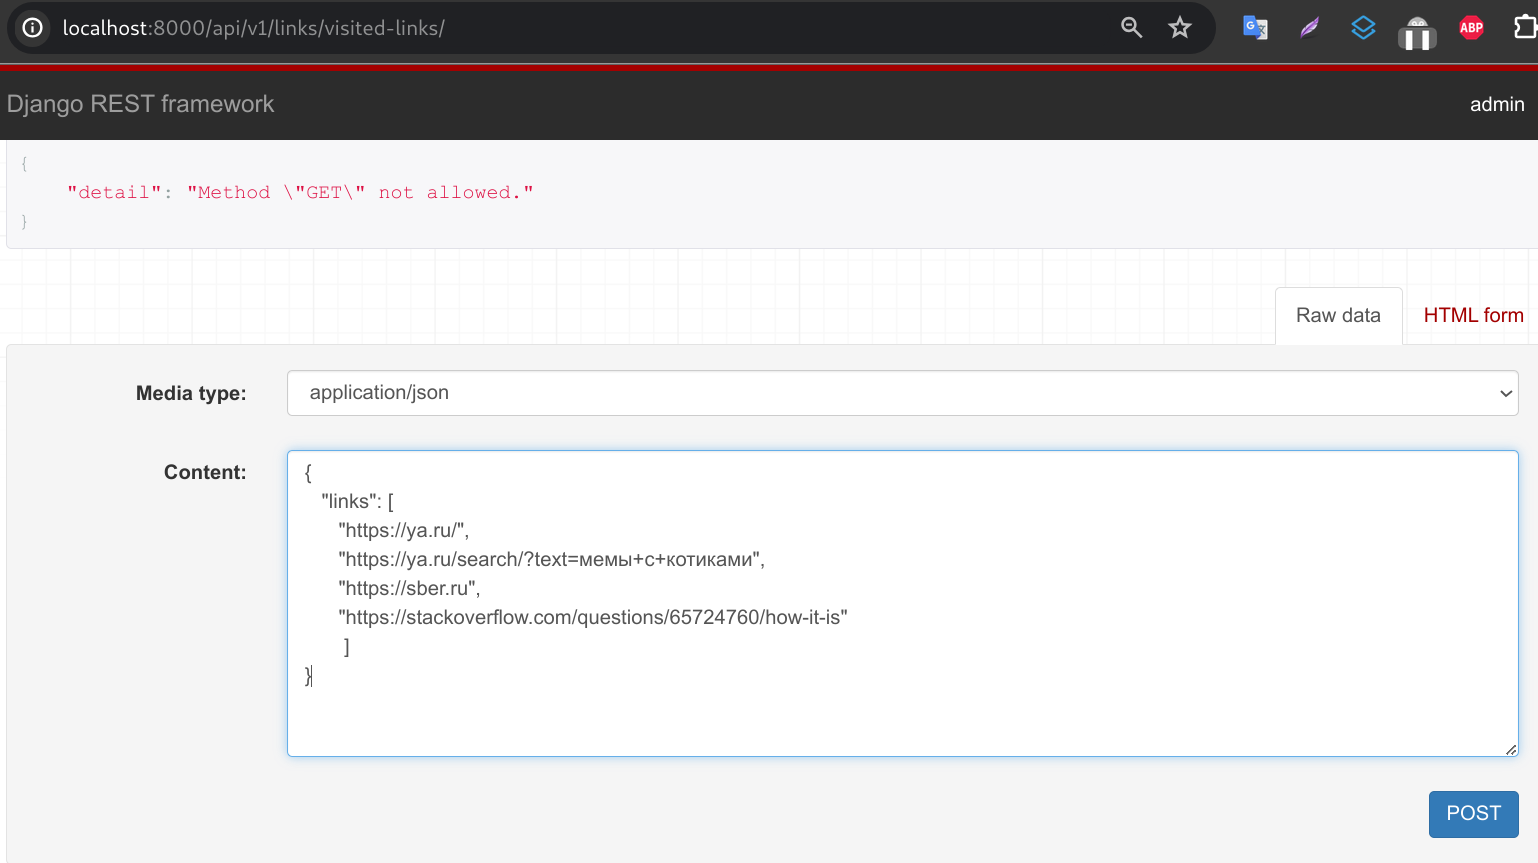 localhost:8000/api/v1/links/visited-links/
ABP
Django REST framework
admin
{
"detail": "Method \"GET\" not allowed."
}
Raw data
HTML form
Media type:
application/json
Content:
{
"links": [
"https://ya.ru/",
"https://ya.ru/search/?text=мемы+с+котиками",
"https://sber.ru",
"https://stackoverflow.com/questions/65724760/how-it-is"
]
}
POST